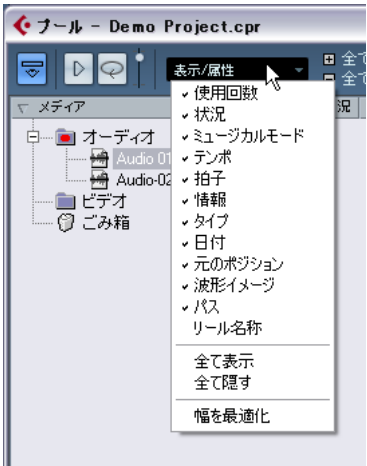 プール - Demo Project.cpr
表示/属性
全て
全て
メディア
況
オーディオ
Audio 01
Audio-02
ビデオ
ごみ箱
使用回数
状況
ミュージカルモード
テンポ
拍子
情報
タイプ
日付
元のポジション
波形イメージ
パス
リール名称
全て表示
全て隠す
幅を最適化